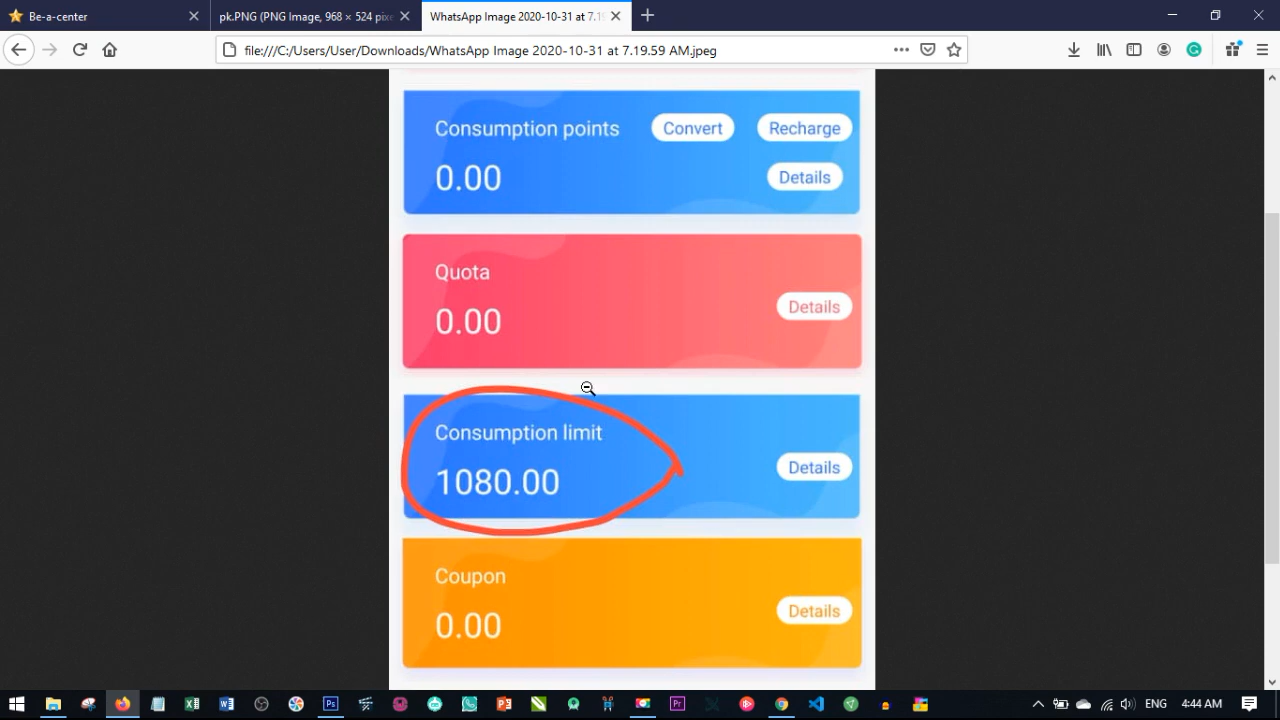 Be-a-center
pk.PNG (PNG Image, 968 × 524 pixe
WhatsApp Image 2020-10-31 at 7.19
file:///C:/Users/User/Downloads/WhatsApp Image 2020-10-31 at 7.19.59 AM.jpeg
Consumption points
Convert
Recharge
0.00
Details
Quota
0.00
Details
Consumption limit
1080.00
Details
Coupon
0.00
Details
ENG
4:44 AM